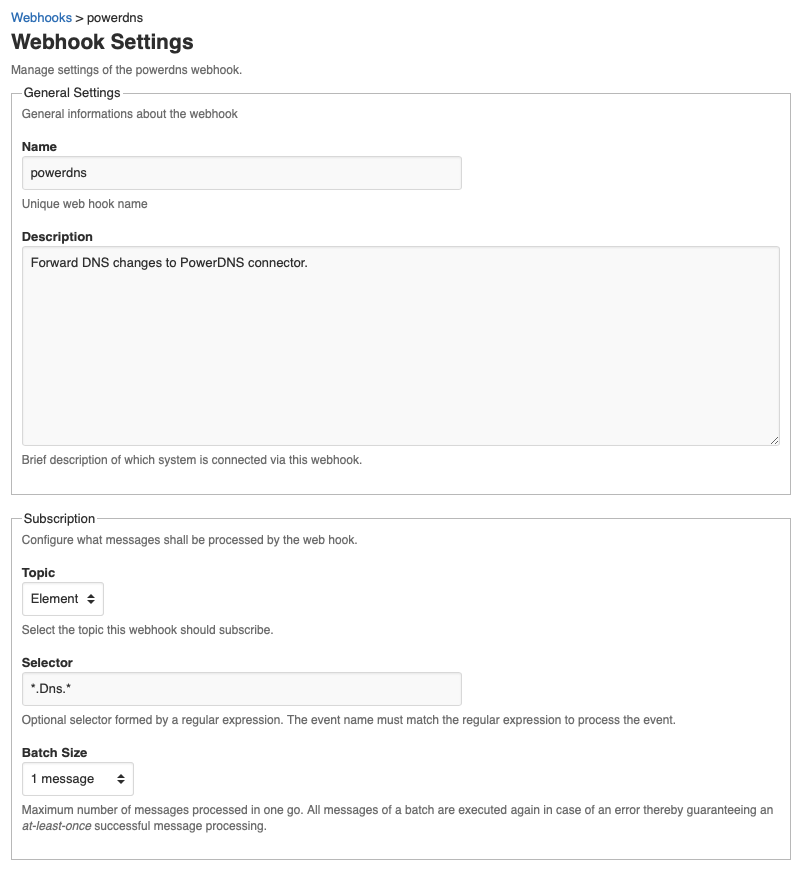 Webhooks > powerdns
Webhook Settings
Manage settings of the powerdns webhook.
General Settings
General informations about the webhook
Name
powerdns
Unique web hook name
Description
Forward DNS changes to PowerDNS connector.
Brief description of which system is connected via this webhook.
Subscription
Configure what messages shall be processed by the web hook.
Topic
Element
Select the topic this webhook should subscribe.
Selector
*.Dns.*
Optional selector formed by a regular expression. The event name must match the regular expression to process the event.
Batch Size
1 message
Maximum number of messages processed in one go. All messages of a batch are executed again in case of an error thereby guaranteeing an
at-least-once successful message processing.